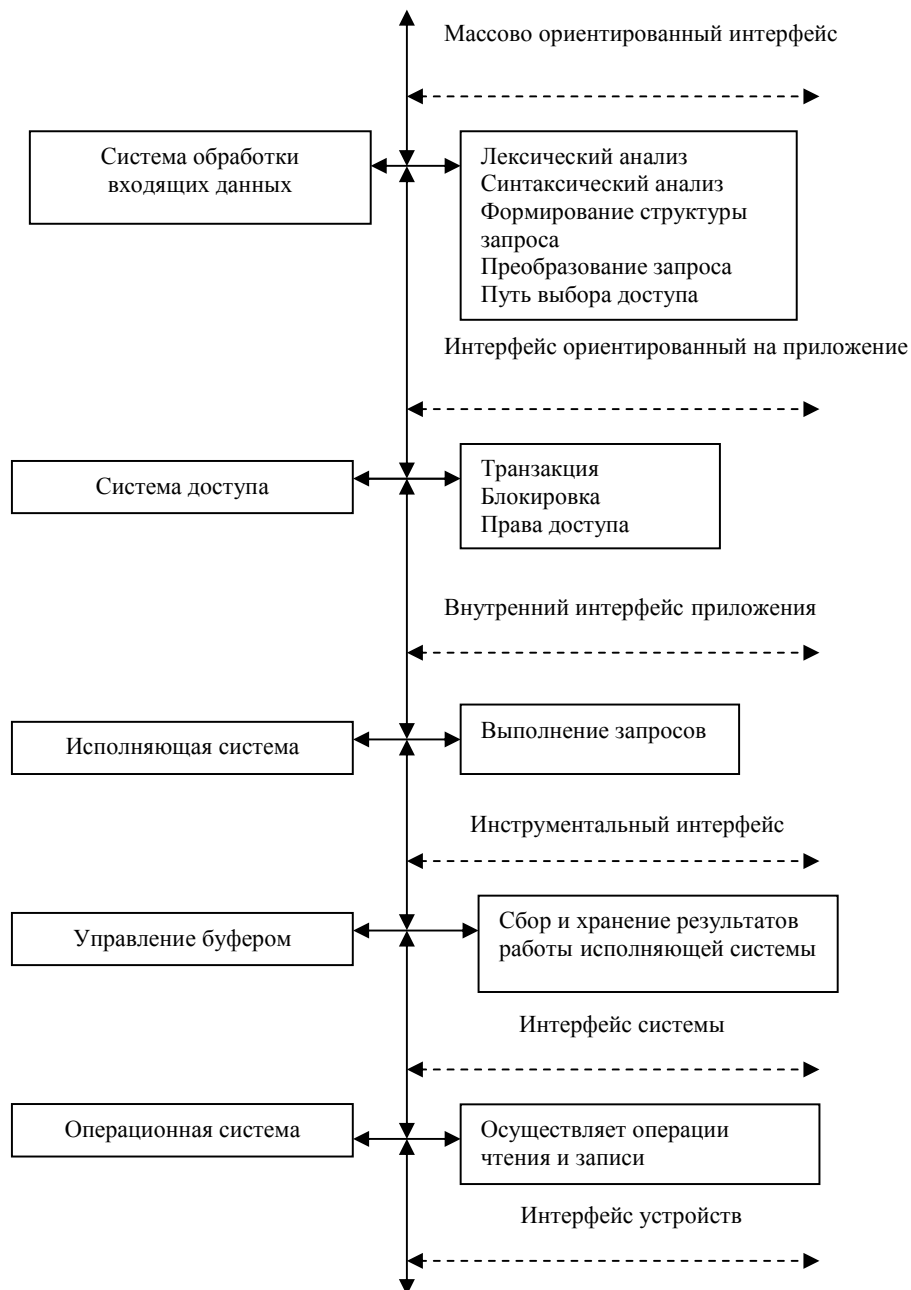 Массово ориентированный интерфейс
Система обработки
входящих данных
Лексический анализ
Синтаксический анализ
Формирование структуры
запроса
Преобразование запроса
Путь выбора доступа
Интерфейс ориентированный на приложение
Система доступа
Транзакция
Блокировка
Права доступа
Внутренний интерфейс приложения
Исполняющая система
Выполнение запросов
Инструментальный интерфейс
Управление буфером
Сбор и хранение результатов
работы исполняющей системы
Интерфейс системы
Операционная система
Осуществляет операции
чтения и записи
Интерфейс устройств